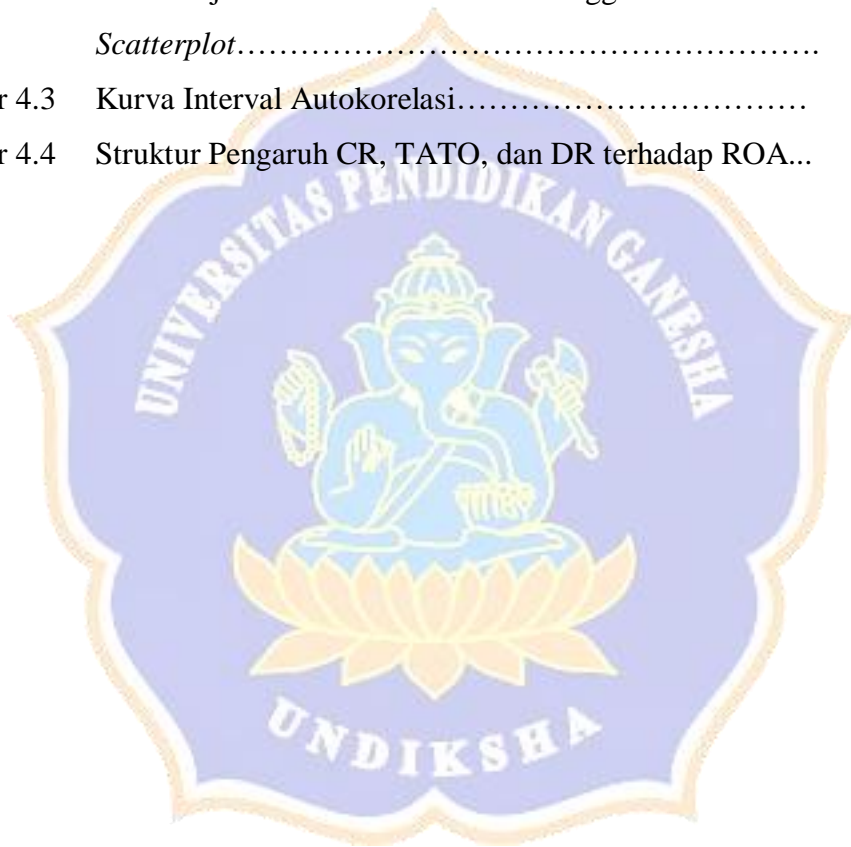 Scatterplot……………………………………………….
r 4.3 Kurva Interval Autokorelasi……………………………
r 4.4 Struktur Pengaruh CR, TATO, dan DR terhadap ROA...
UNIVERSITAS PENDIDIKAN GANESHA
UNDIKSHA